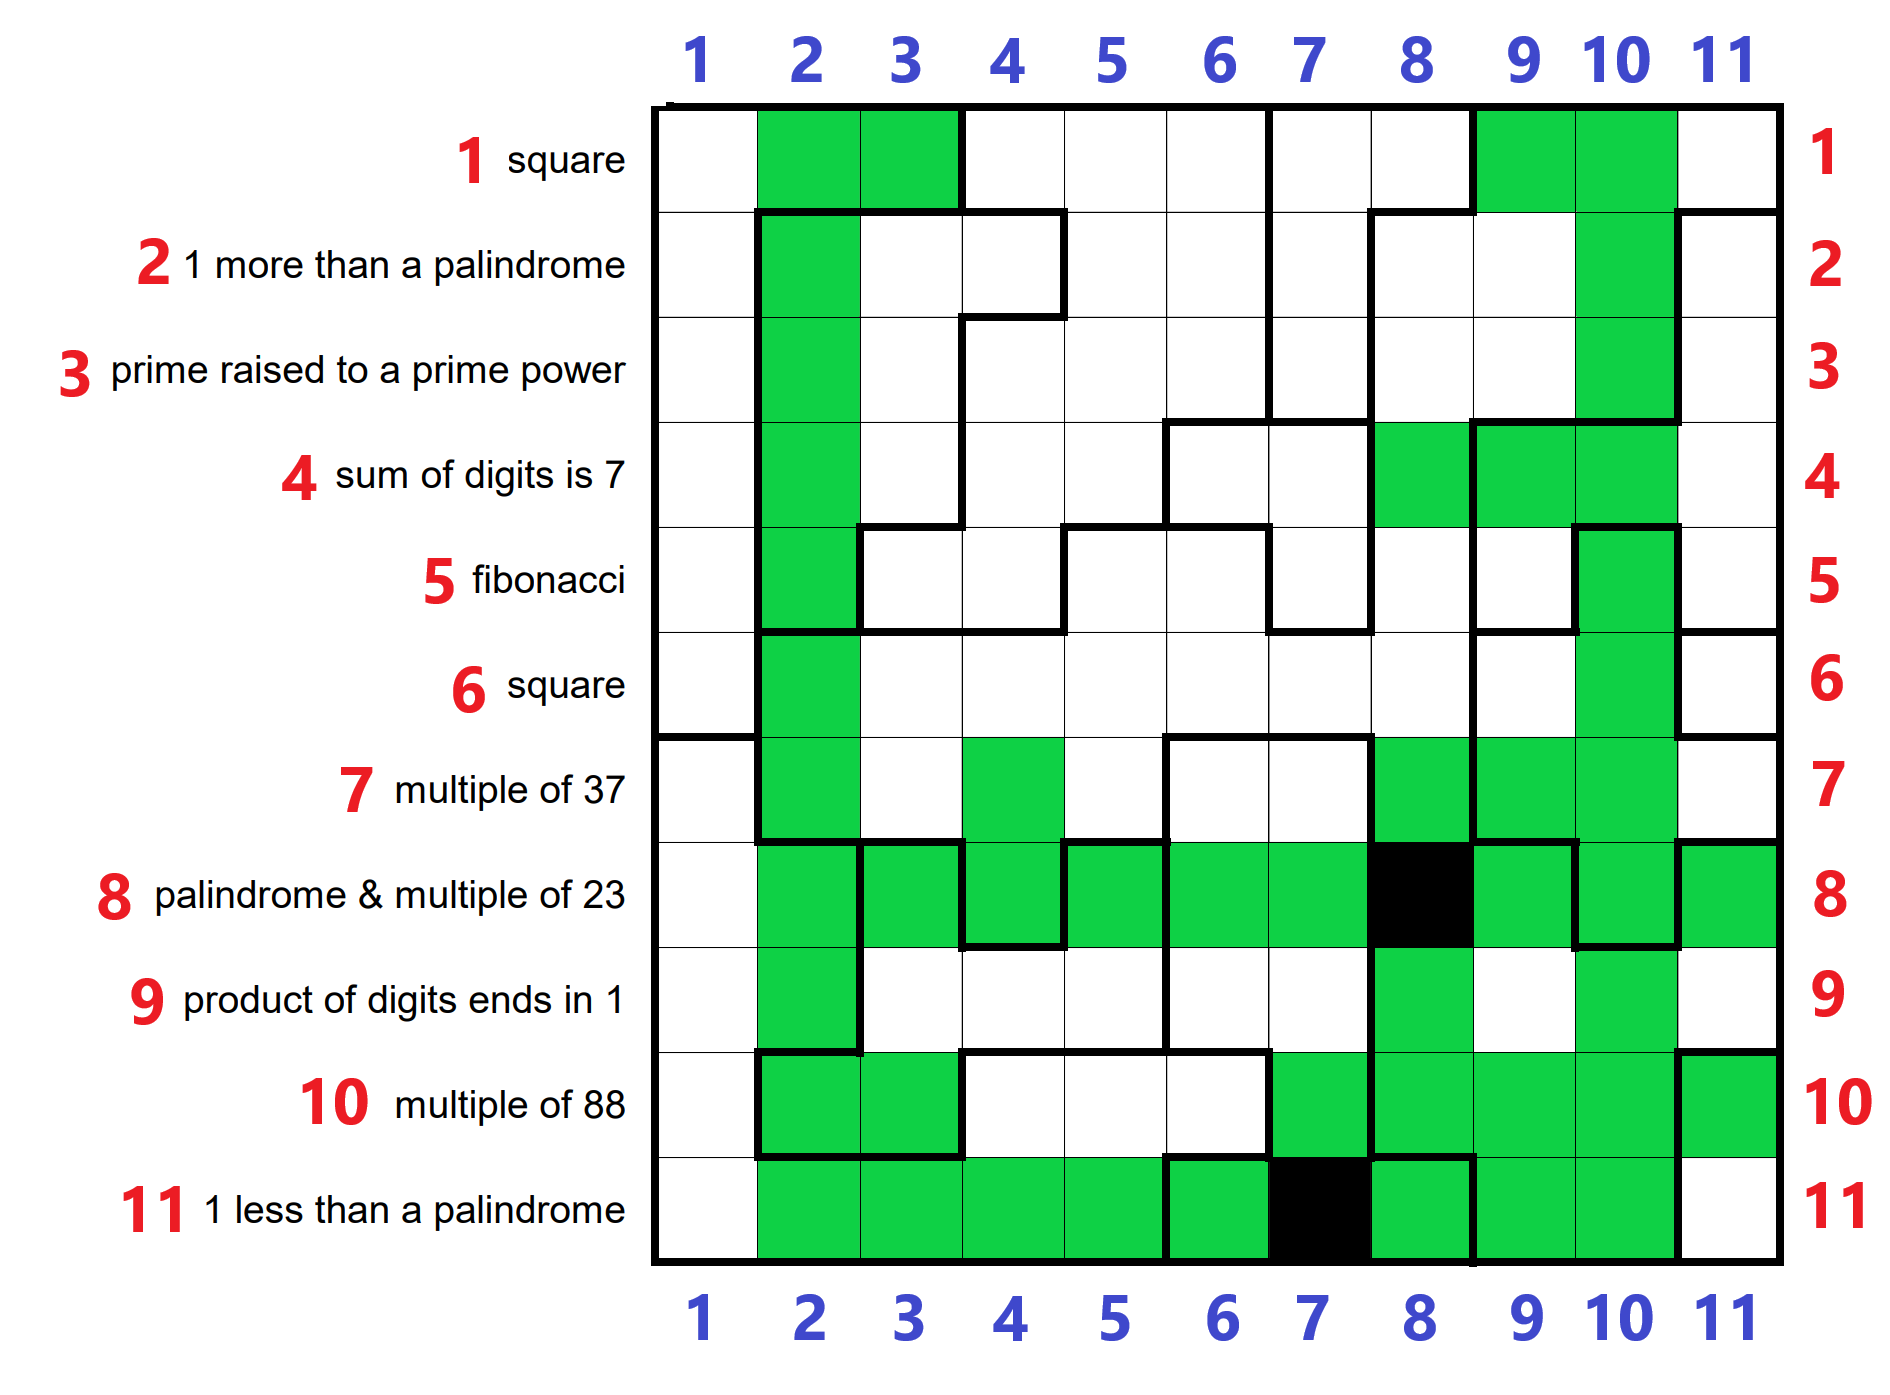 1 2 3 4 5 6 7 8 9 10 11
1 square 1
2 1 more than a palindrome 2
3 prime raised to a prime power 3
4 sum of digits is 7 4
5 fibonacci 5
6 square 6
7 multiple of 37 7
8 palindrome & multiple of 23 8
9 product of digits ends in 1 9
10 multiple of 88 10
11 1 less than a palindrome 11
1 2 3 4 5 6 7 8 9 10 11